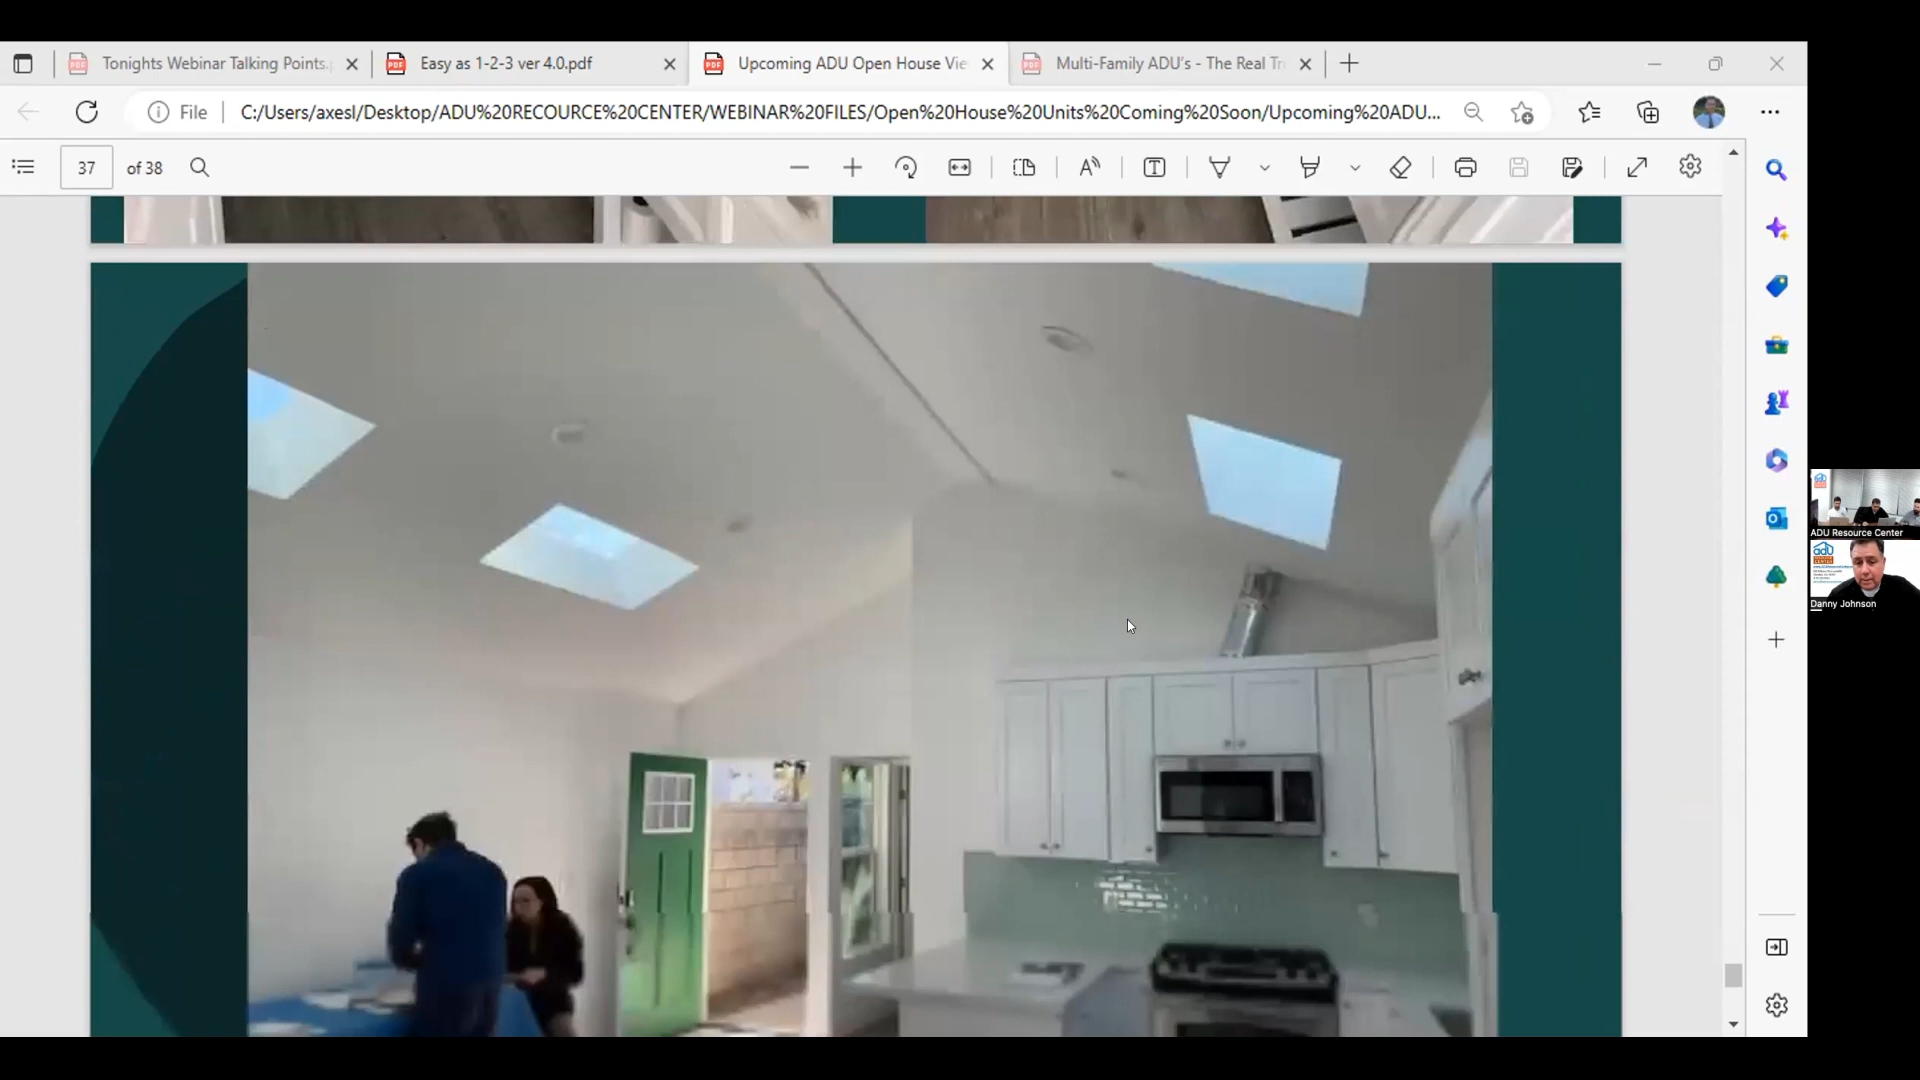 Tonights Webinar Talking Points.
Easy as 1-2-3 ver 4.0.pdf
Upcoming ADU Open House Vie
Multi-Family ADU's - The Real Tr
File
C:/Users/axesl/Desktop/ADU%20RECOURCE%20CENTER/WEBINAR%20FILES/Open%20House%20Units%20Coming%20Soon/Upcoming%20ADU...
37
of 38
ADU Resource Center
adU
Danny Johnson